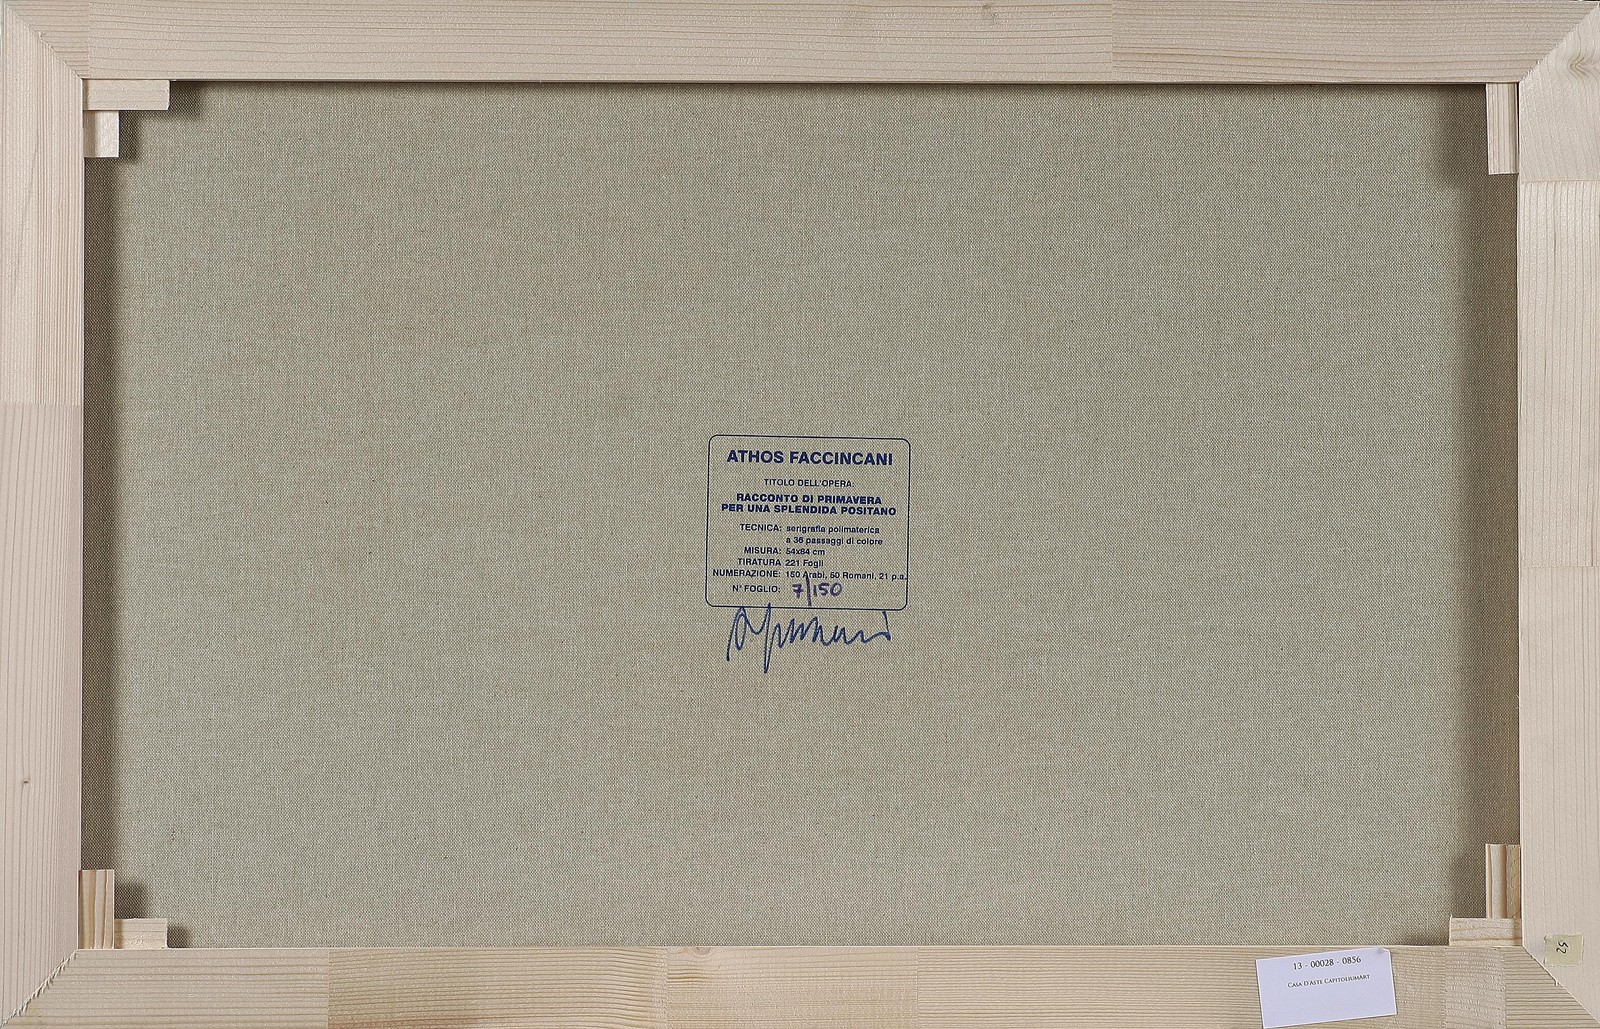 ATHOS FACCINCANI
TITOLO DELL'OPERA:
RACCONTO DI PRIMAVERA
PER UNA SPLENDIDA POSITANO
TECNICA: serigrafia polimaterica
a 36 passaggi di colore
MISURA: 54x84 cm
TIRATURA 221 Fogli
NUMERAZIONE: 150 Arabi, 50 Romani, 21 p.a.
N° FOGLIO: 7/150
13 - 00028 - 0856
CASA D'ASTE CAPITOLIUMART
52